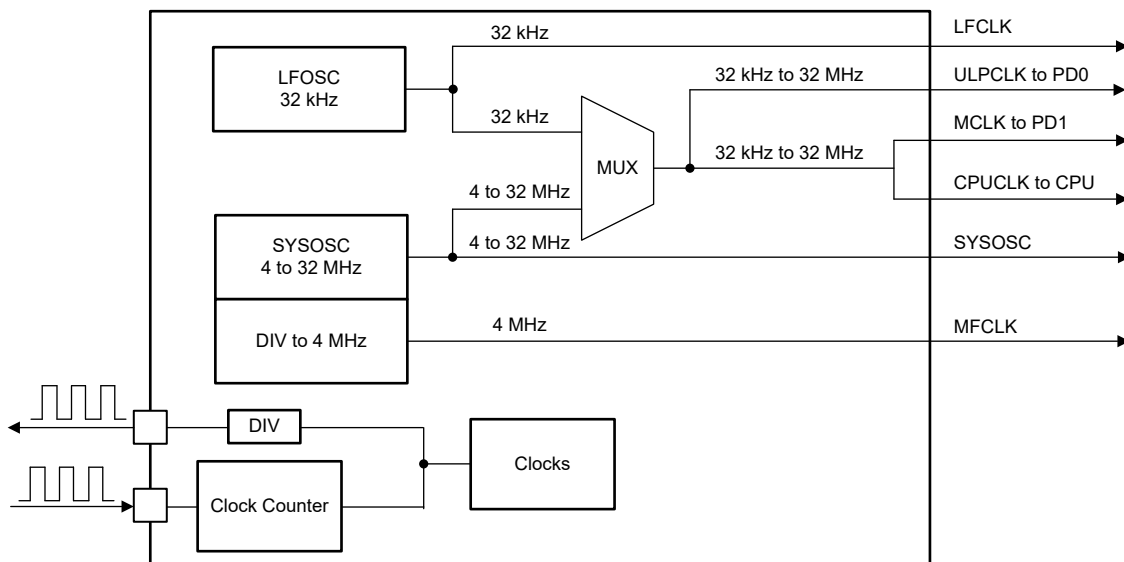 32 kHz
LFCLK
LFOSC
32 kHz
32 kHz to 32 MHz
ULPCLK to PD0
32 kHz
MCLK to PD1
MUX
32 kHz to 32 MHz
4 to 32 MHz
CPUCLK to CPU
SYSOSC
4 to 32 MHz
4 to 32 MHz
SYSOSC
DIV to 4 MHz
4 MHz
MFCLK
DIV
Clocks
Clock Counter